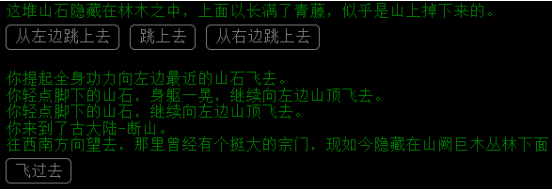 这堆山石隐藏在林木之中，上面以长满了青藤，似乎是山上掉下来的。
从左边跳上去 跳上去 从右边跳上去
你提起全身功力向左边最近的山石飞去。
你轻点脚下的山石，身躯一晃，继续向左边山顶飞去。
你轻点脚下的山石，继续向左边山顶飞去。
你来到了古大陆-断山。
往西南方向望去，那里曾经有个挺大的宗门，现如今隐藏在山阙巨木丛林下面
飞过去